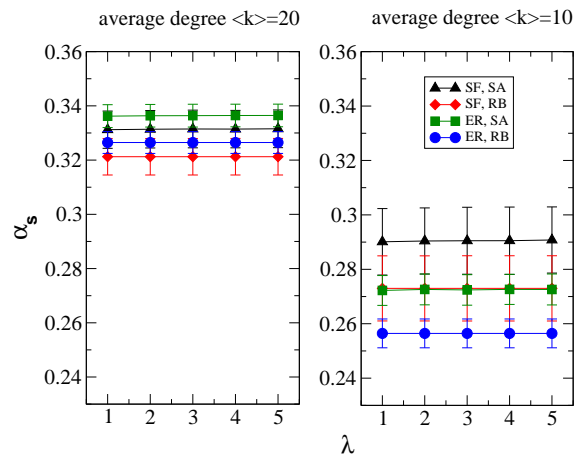 average degree <k>=20
average degree <k>=10
0.36
0.34
0.32
0.3
0.28
0.26
0.24
αs
1 2 3 4 5
0.36
0.34
0.32
0.3
0.28
0.26
0.24
SF, SA
SF, RB
ER, SA
ER, RB
1 2 3 4 5
λ